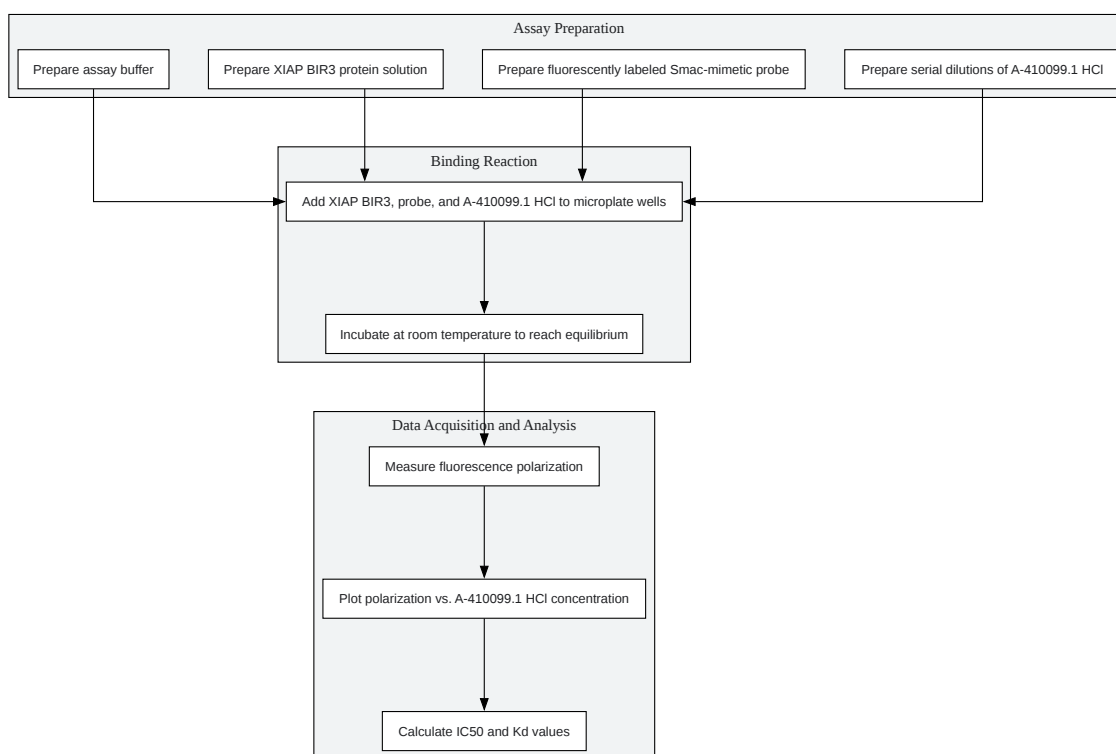 Assay Preparation
Prepare assay buffer
Prepare XIAP BIR3 protein solution
Prepare fluorescently labeled Smac-mimetic probe
Prepare serial dilutions of A-410099.1 HCl
Binding Reaction
Add XIAP BIR3, probe, and A-410099.1 HCl to microplate wells
Incubate at room temperature to reach equilibrium
Data Acquisition and Analysis
Measure fluorescence polarization
Plot polarization vs. A-410099.1 HCl concentration
Calculate IC50 and Kd values